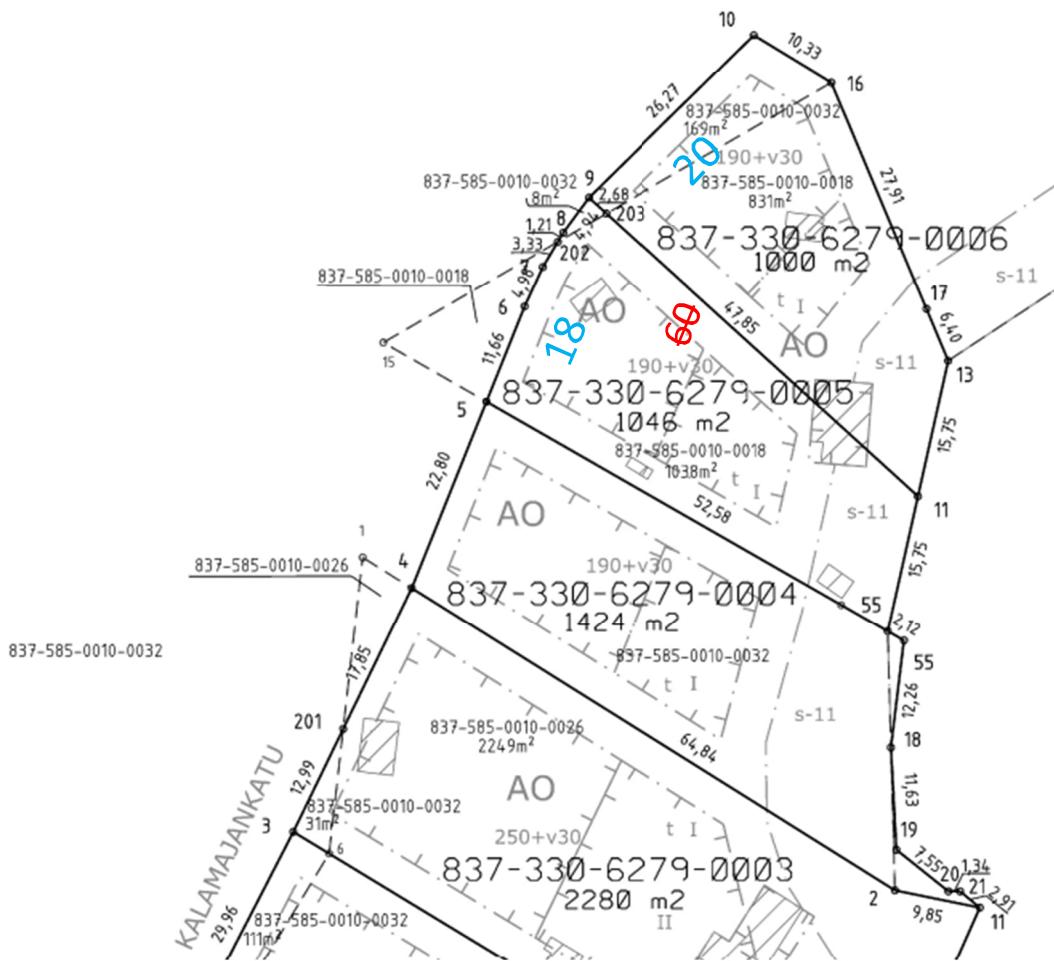 10
10,33
16
26,27
837-585-0010-0032
169m²
20
190+v30
837-585-0010-0018
831m²
27,91
837-585-0010-0032
8m²
9
2,68
203
837-330-6279-0006
1000 m2
s-11
8
1,21
4,94
3,33
202
7
837-585-0010-0018
4,98
6
AO
18
60
47,85
t I
AO
17
6,40
13
s-11
15
11,66
190+v30
837-330-6279-0005
1046 m2
5
837-585-0010-0018
1038m²
t I
15,75
22,80
AO
52,58
s-11
11
1
4
837-585-0010-0026
190+v30
837-330-6279-0004
1424 m2
15,75
55
2,12
55
837-585-0010-0032
837-585-0010-0032
t I
17,85
12,26
201
837-585-0010-0026
2249m²
64,84
s-11
18
12,99
AO
11,63
837-585-0010-0032
31m²
3
6
250+v30
t I
19
7,55
837-330-6279-0003
2280 m2
II
20
1,34
21
2,91
2
9,85
11
KALAMAJANKATU
29,96
837-585-0010-0032
111m²